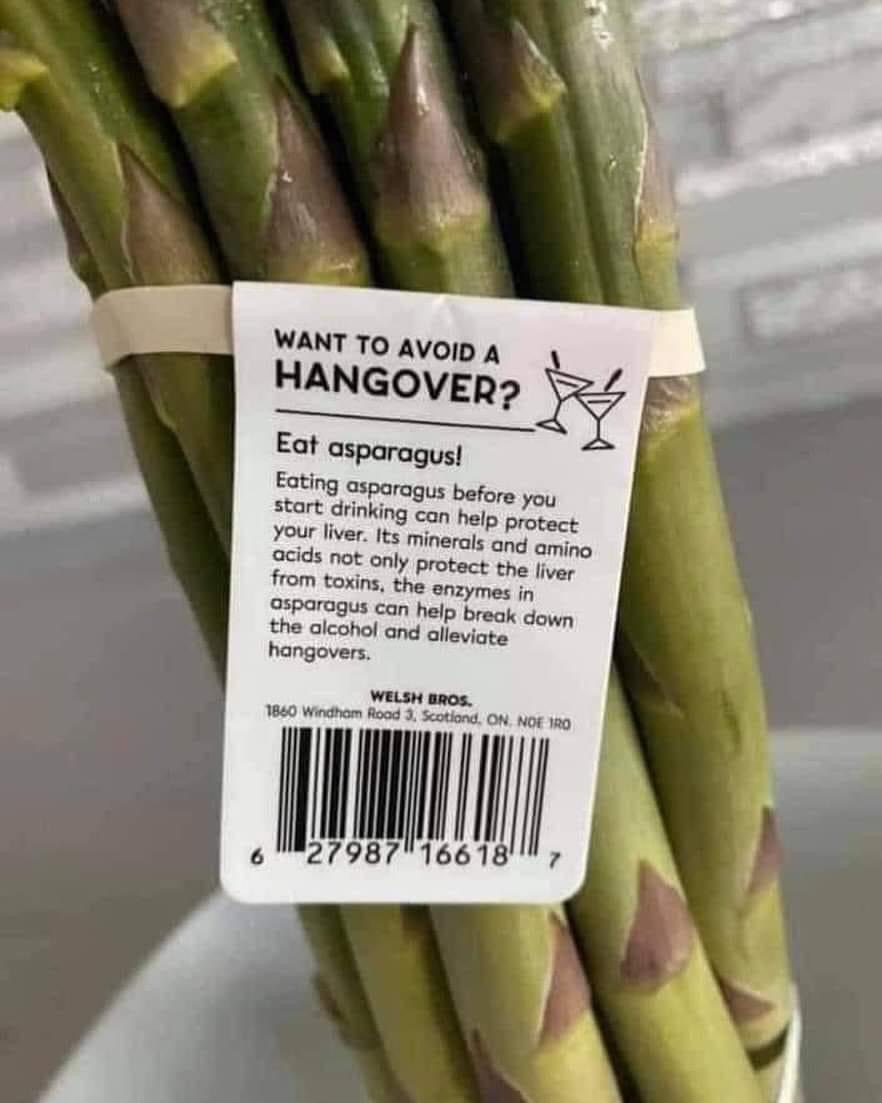 WANT TO AVOID A
HANGOVER?
Eat asparagus!
Eating asparagus before you
start drinking can help protect
your liver. Its minerals and amino
acids not only protect the liver
from toxins, the enzymes in
asparagus can help break down
the alcohol and alleviate
hangovers.
WELSH BROS.
1860 Windham Road 3, Scotland, ON. N0E 1R0
6 27987 16618 7